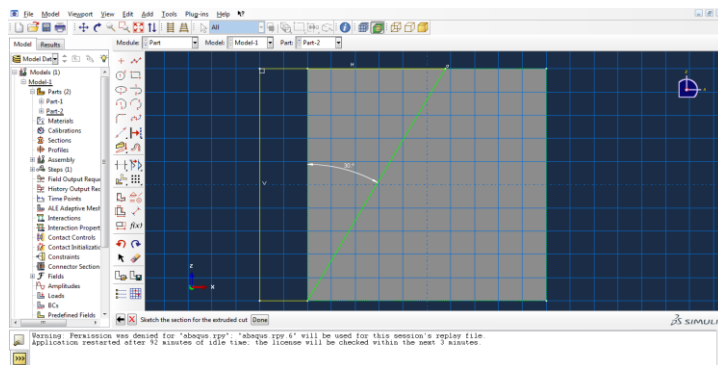 File Model Viewport View Edit Add Tools Plug-ins Help
All
Model Results Module: Part Model: Model-1 Part: Part-2
Model Dat
Models (1)
Model-1
Parts (2)
Part-1
Part-2
Materials
Calibrations
Sections
Profiles
Assembly
Steps (1)
Field Output Reque
History Output Rec
Time Points
ALE Adaptive Mesh
Interactions
Interaction Propert
Contact Controls
Contact Initializatio
Constraints
Connector Section
Fields
Amplitudes
Loads
BCs
Predefined Fields
f(x)
H
V
30°
Z
X
Sketch the section for the extruded cut Done
SIMULI
Warning: Permission was denied for "abaqus.rpy"; "abaqus.rpy.6" will be used for this session's replay file.
Application restarted after 92 minutes of idle time; the license will be checked within the next 3 minutes.
>>>